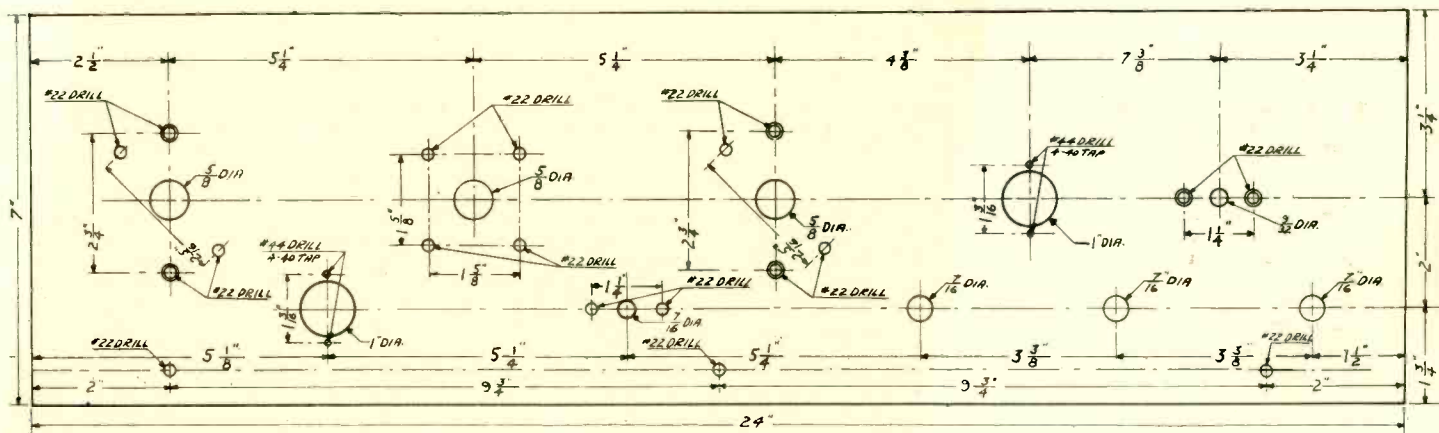 2 1/2" 5 1/4" 5 1/4" 4 3/8" 7 3/8" 3 1/4"
#22 DRILL #22 DRILL #22 DRILL
#44 DRILL
4-40 TAP
#22 DRILL
3 1/4"
7"
5/8 DIA
5/8 DIA
5/8 DIA.
1" DIA.
9/32 DIA.
2 3/4"
1 5/8"
2 3/4"
1 3/16"
1 1/4"
2"
#44 DRILL
4-40 TAP
1 5/8"
#22 DRILL
#22 DRILL
#22 DRILL
#22 DRILL
1 1/4"
1 3/16"
1" DIA.
7/16 DIA.
7/16 DIA.
7/16 DIA.
7/16 DIA.
#22 DRILL #22 DRILL #22 DRILL
5 1/8" 5 1/4" 5 1/4" 3 3/8" 3 3/8" 1 1/2"
1 3/4"
2" 9 3/4" 9 3/4" 2"
24"